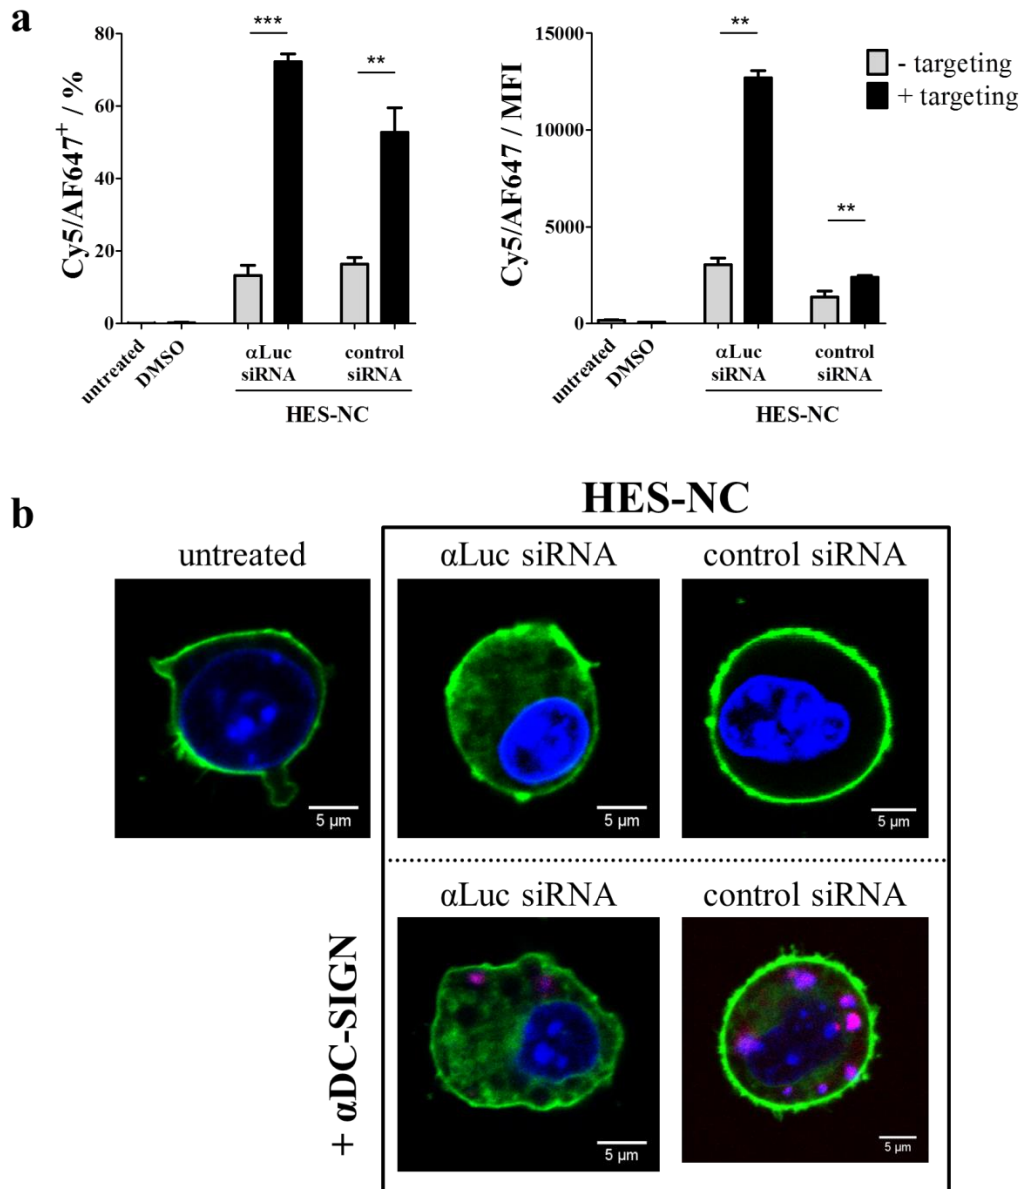 a
80
60
40
20
0
Cy5/AF647⁺ / %
***
**
untreated
DMSO
αLuc
siRNA
control
siRNA
HES-NC
15000
10000
5000
0
Cy5/AF647 / MFI
**
**
untreated
DMSO
αLuc
siRNA
control
siRNA
HES-NC
- targeting
+ targeting
b
HES-NC
untreated
αLuc siRNA
control siRNA
5 µm
5 µm
5 µm
+ αDC-SIGN
αLuc siRNA
control siRNA
5 µm
5 µm